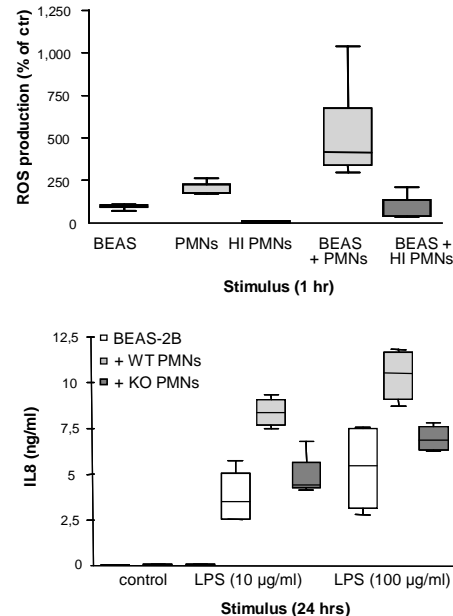 1,250
1,000
750
500
250
0
ROS production (% of ctr)
BEAS
PMNs
HI PMNs
BEAS
+ PMNs
BEAS +
HI PMNs
Stimulus (1 hr)
12,5
10
7,5
5
2,5
0
IL8 (ng/ml)
BEAS-2B
+ WT PMNs
+ KO PMNs
control
LPS (10 µg/ml)
LPS (100 µg/ml)
Stimulus (24 hrs)